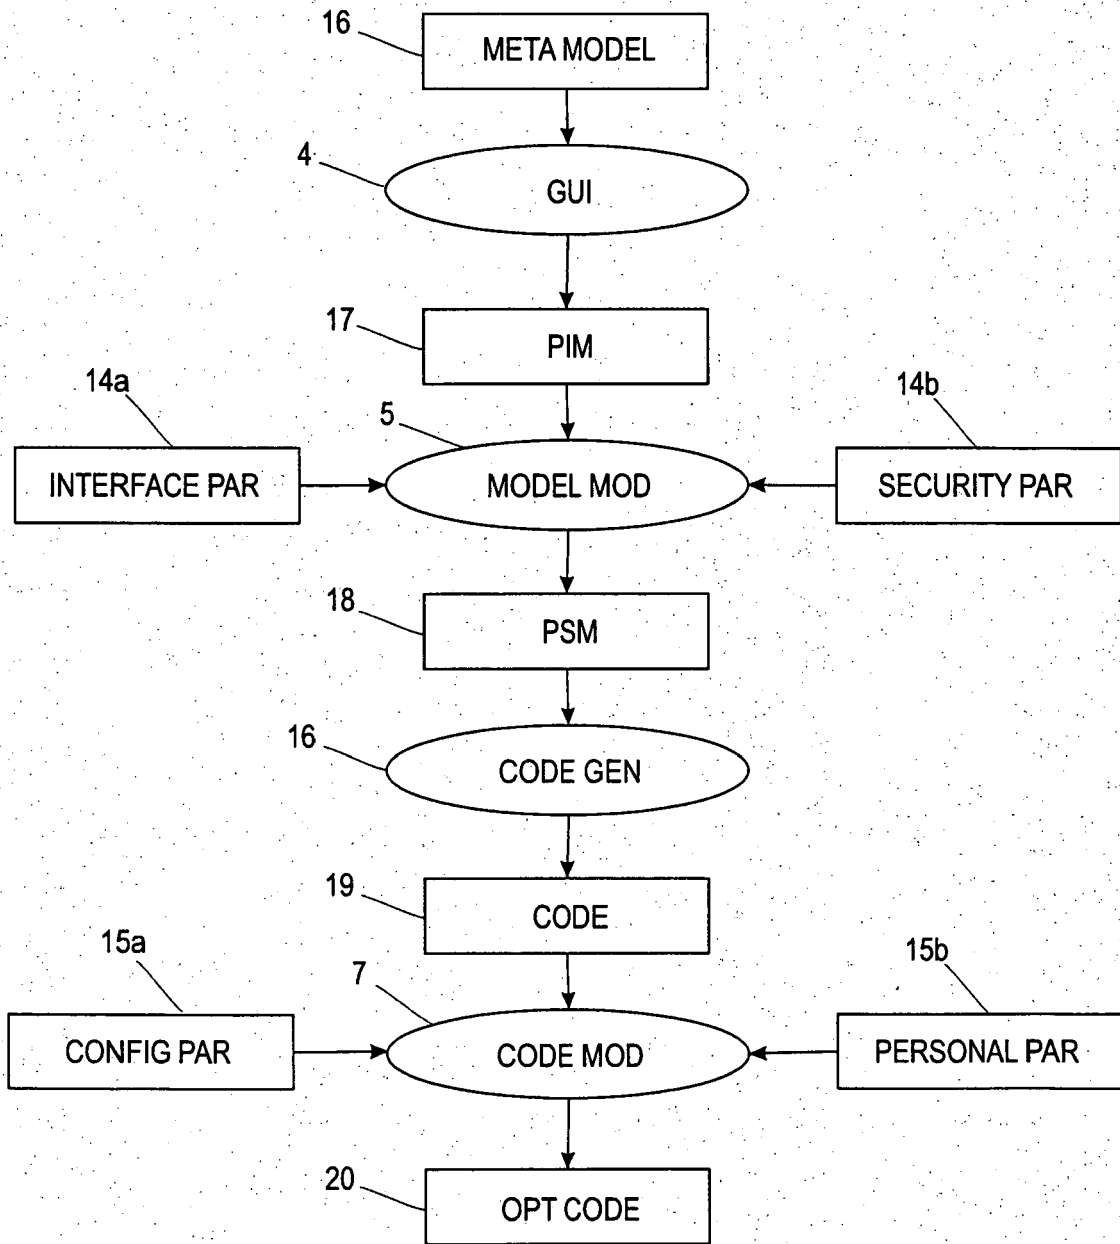 16
META MODEL
4
GUI
17
PIM
14a
14b
5
INTERFACE PAR
MODEL MOD
SECURITY PAR
18
PSM
16
CODE GEN
19
CODE
15a
15b
7
CONFIG PAR
CODE MOD
PERSONAL PAR
20
OPT CODE